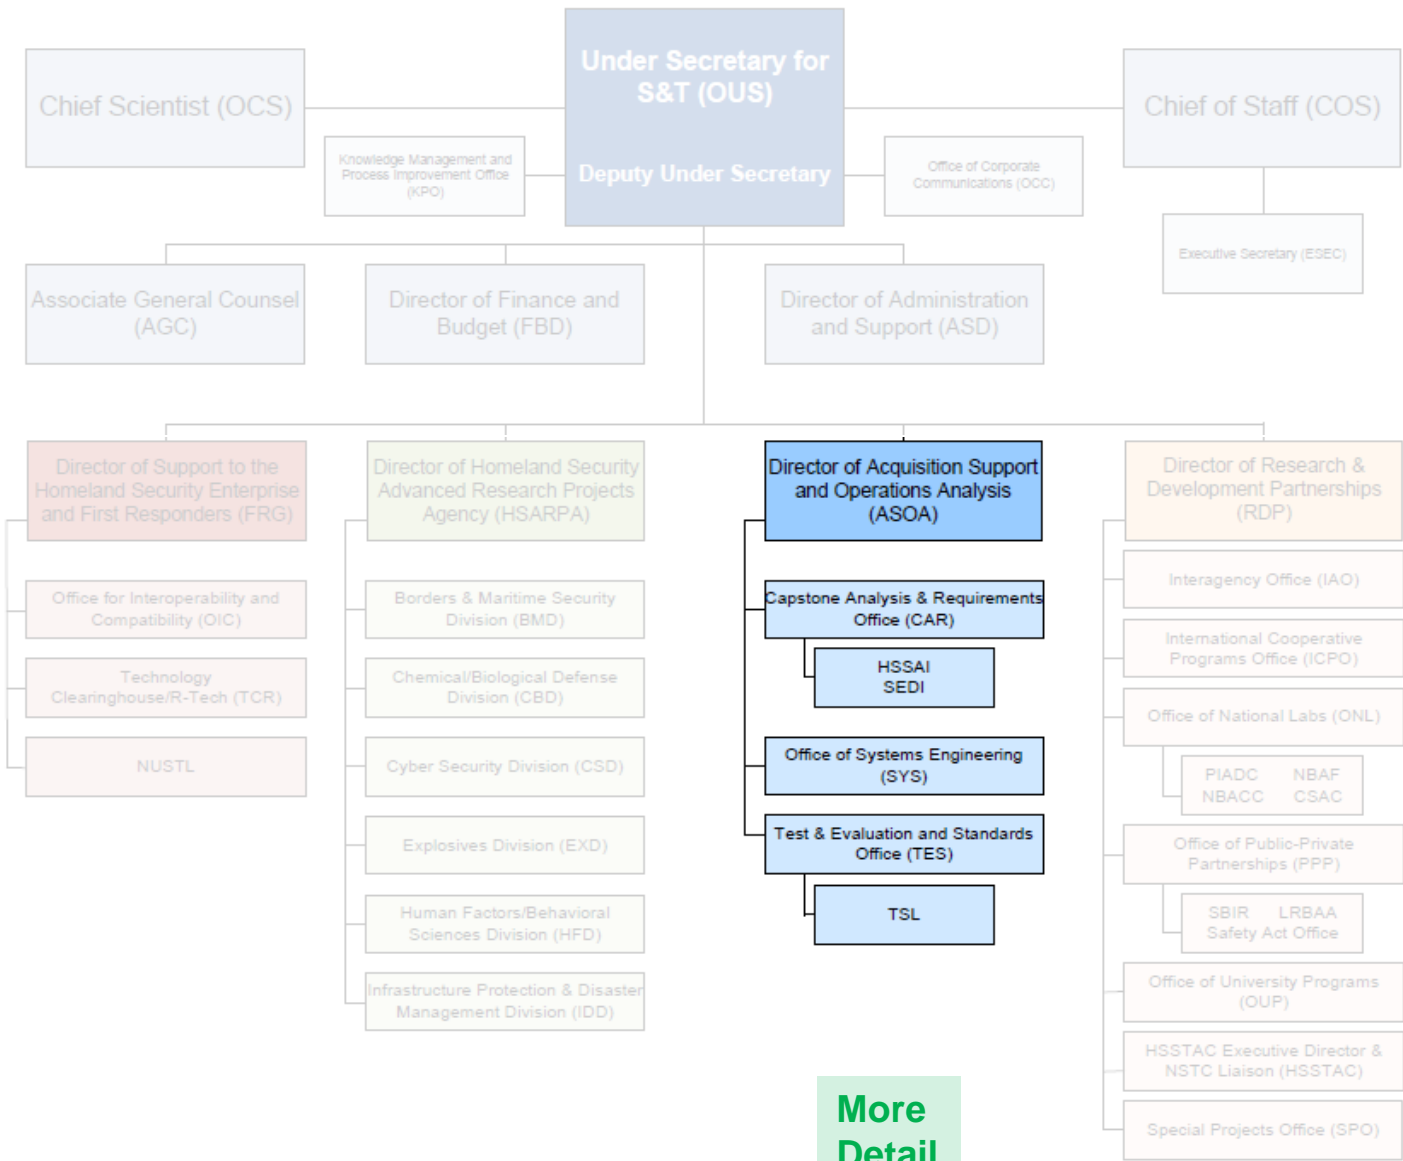 Under Secretary for
S&T (OUS)
Deputy Under Secretary
Chief Scientist (OCS)
Chief of Staff (COS)
Knowledge Management and
Process Improvement Office
(KPO)
Office of Corporate
Communications (OCC)
Executive Secretary (ESEC)
Associate General Counsel
(AGC)
Director of Finance and
Budget (FBD)
Director of Administration
and Support (ASD)
Director of Support to the
Homeland Security Enterprise
and First Responders (FRG)
Office for Interoperability and
Compatibility (OIC)
Technology
Clearinghouse/R-Tech (TCR)
NUSTL
Director of Homeland Security
Advanced Research Projects
Agency (HSARPA)
Borders & Maritime Security
Division (BMD)
Chemical/Biological Defense
Division (CBD)
Cyber Security Division (CSD)
Explosives Division (EXD)
Human Factors/Behavioral
Sciences Division (HFD)
Infrastructure Protection & Disaster
Management Division (IDD)
Director of Acquisition Support
and Operations Analysis
(ASOA)
Capstone Analysis & Requirements
Office (CAR)
HSSAI
SEDI
Office of Systems Engineering
(SYS)
Test & Evaluation and Standards
Office (TES)
TSL
Director of Research &
Development Partnerships
(RDP)
Interagency Office (IAO)
International Cooperative
Programs Office (ICPO)
Office of National Labs (ONL)
PIADC NBAF
NBACC CSAC
Office of Public-Private
Partnerships (PPP)
SBIR LRBAA
Safety Act Office
Office of University Programs
(OUP)
HSSTAC Executive Director &
NSTC Liaison (HSSTAC)
Special Projects Office (SPO)
More
Detail